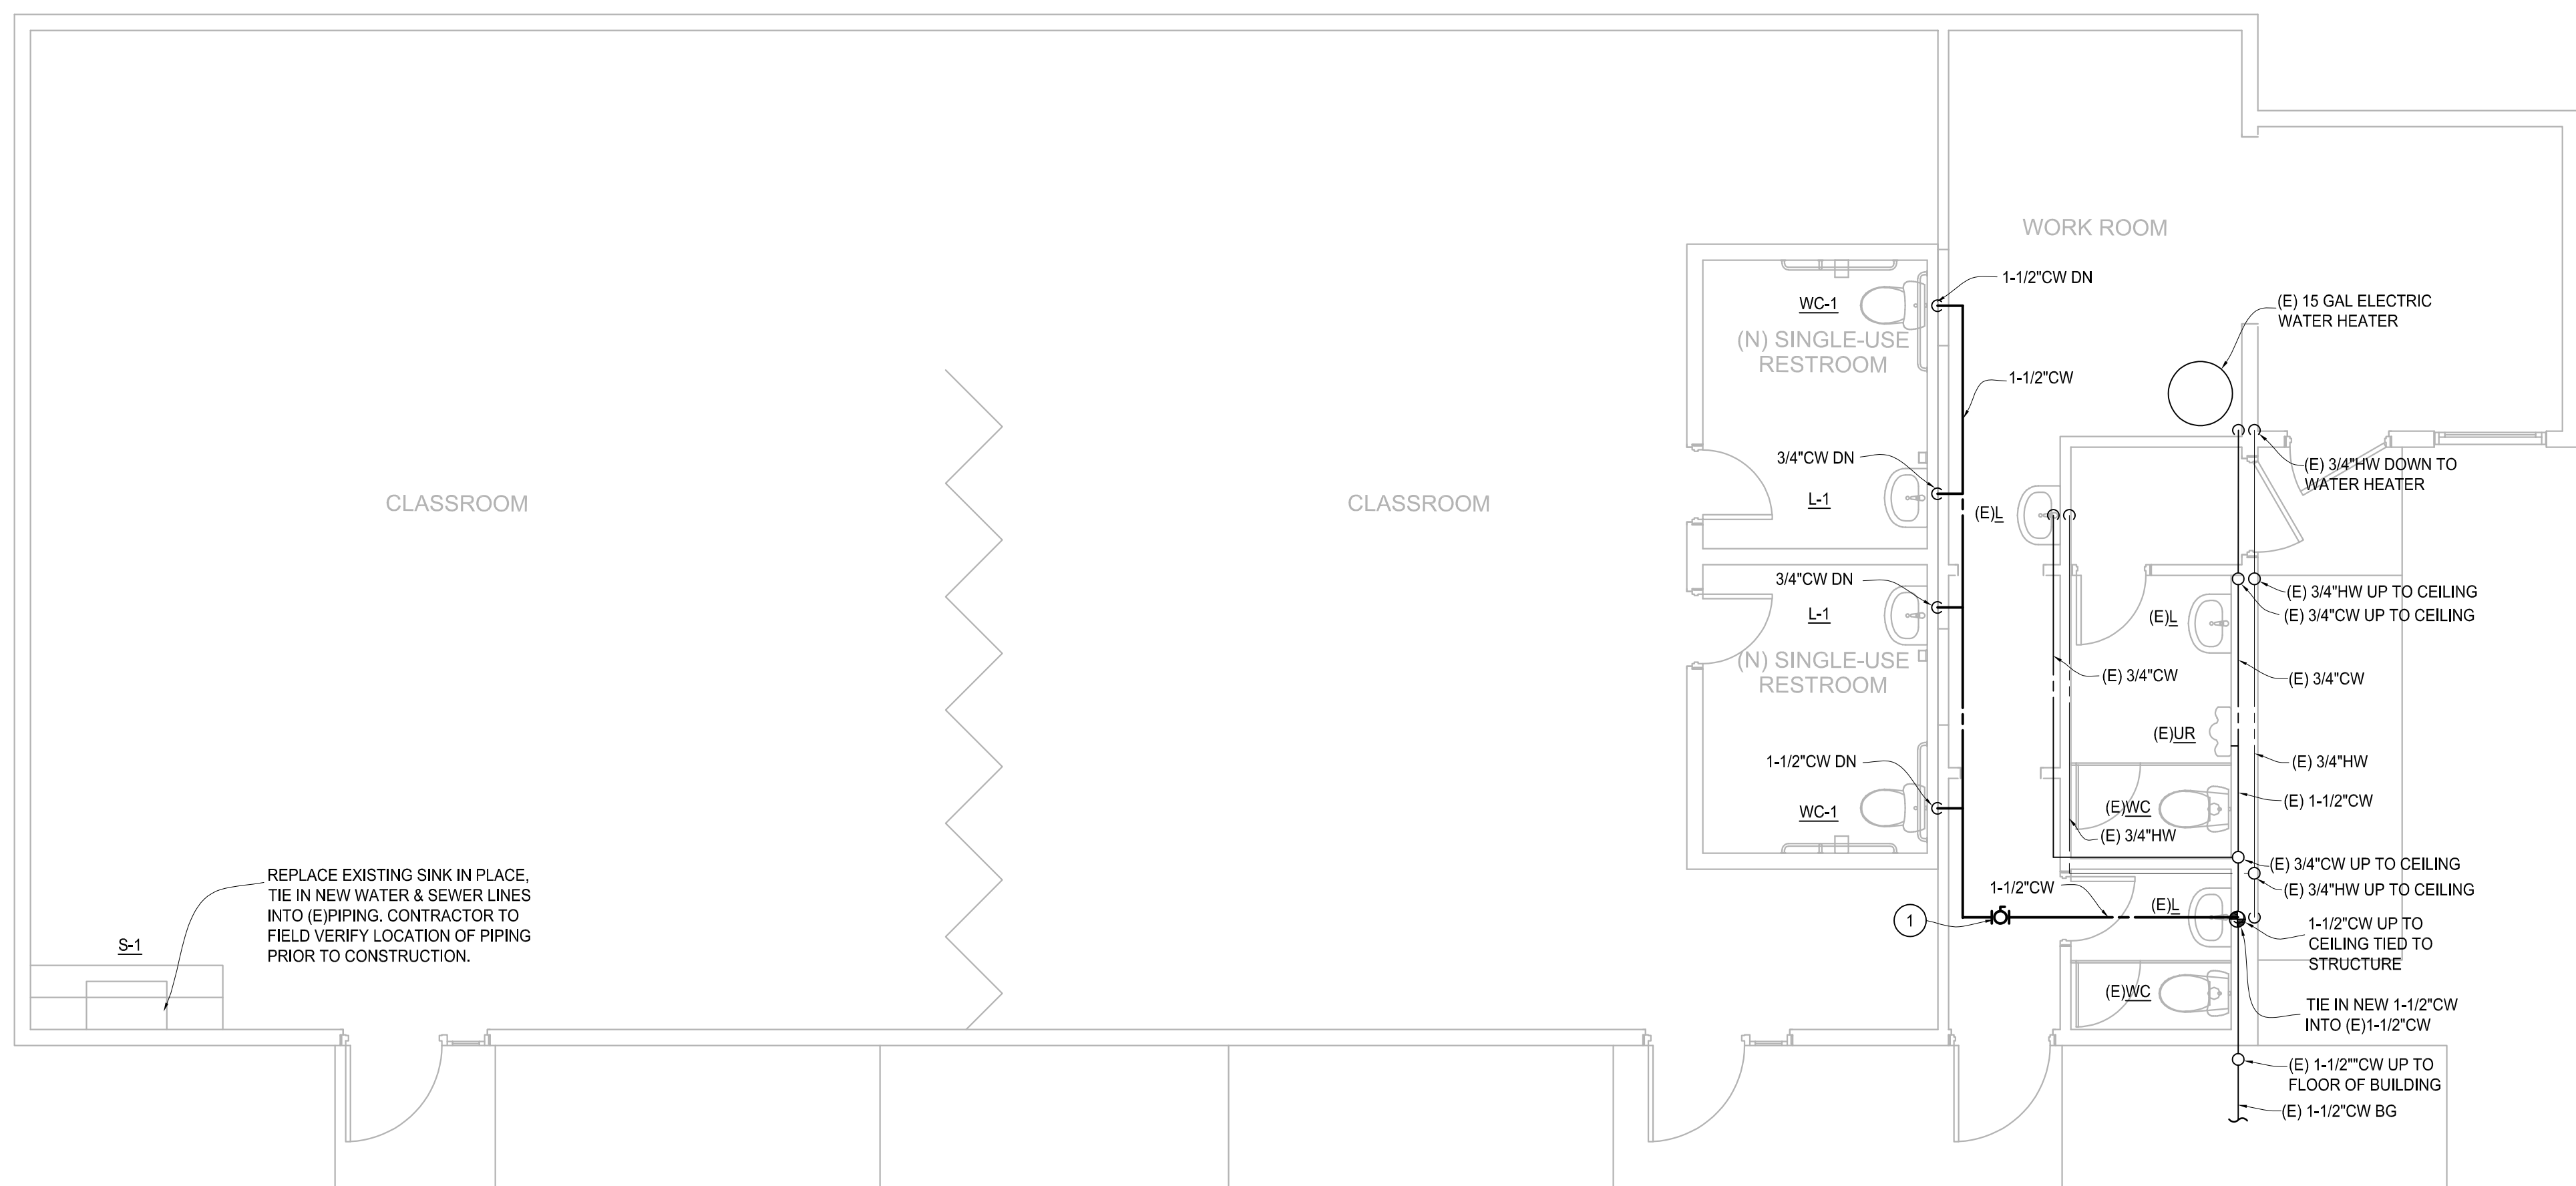 WORK ROOM
1-1/2"CW DN
WC-1
(N) SINGLE-USE
RESTROOM
(E) 15 GAL ELECTRIC
WATER HEATER
1-1/2"CW
3/4"CW DN
L-1
(E)L
(E) 3/4"HW DOWN TO
WATER HEATER
CLASSROOM
CLASSROOM
3/4"CW DN
L-1
(N) SINGLE-USE
RESTROOM
(E)L
(E) 3/4"HW UP TO CEILING
(E) 3/4"CW UP TO CEILING
(E) 3/4"CW
(E) 3/4"CW
(E)UR
1-1/2"CW DN
WC-1
(E) 3/4"HW
(E) 1-1/2"CW
(E)WC
(E) 3/4"HW
(E) 3/4"CW UP TO CEILING
(E) 3/4"HW UP TO CEILING
1-1/2"CW
(E)L
1
1-1/2"CW UP TO
CEILING TIED TO
STRUCTURE
REPLACE EXISTING SINK IN PLACE,
TIE IN NEW WATER & SEWER LINES
INTO (E)PIPING. CONTRACTOR TO
FIELD VERIFY LOCATION OF PIPING
PRIOR TO CONSTRUCTION.
S-1
(E)WC
TIE IN NEW 1-1/2"CW
INTO (E)1-1/2"CW
(E) 1-1/2""CW UP TO
FLOOR OF BUILDING
(E) 1-1/2"CW BG